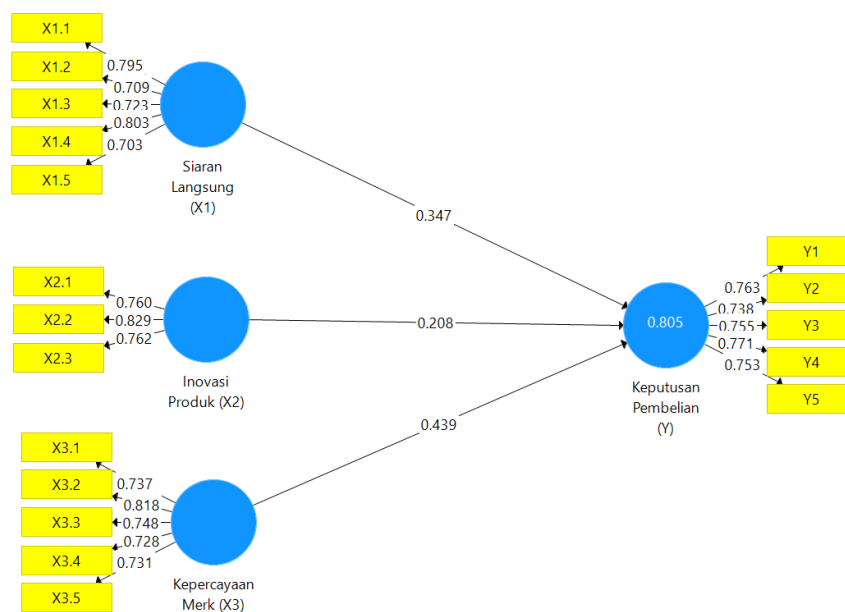 X1.1
X1.2
X1.3
X1.4
X1.5
0.795
0.709
0.723
0.803
0.703
Siaran
Langsung
(X1)
0.347
X2.1
X2.2
X2.3
0.760
0.829
0.762
Inovasi
Produk (X2)
0.208
X3.1
X3.2
X3.3
X3.4
X3.5
0.737
0.818
0.748
0.728
0.731
Kepercayaan
Merk (X3)
0.439
0.805
Keputusan
Pembelian
(Y)
0.763
0.738
0.755
0.771
0.753
Y1
Y2
Y3
Y4
Y5